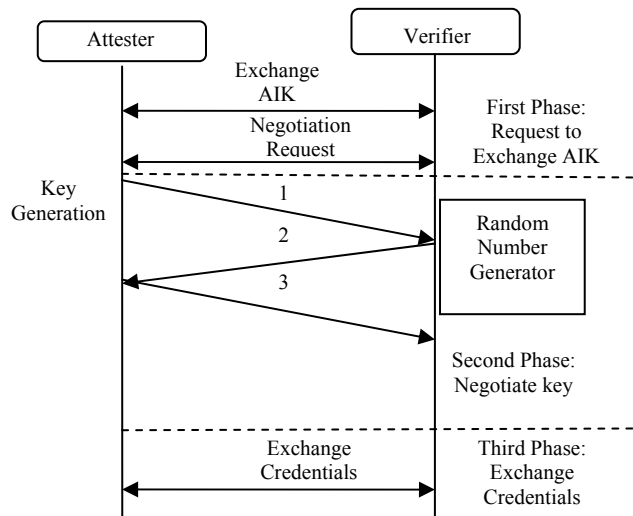 Attester
Verifier
Exchange
AIK
Negotiation
Request
First Phase:
Request to
Exchange AIK
Key
Generation
1
2
3
Random
Number
Generator
Second Phase:
Negotiate key
Exchange
Credentials
Third Phase:
Exchange
Credentials